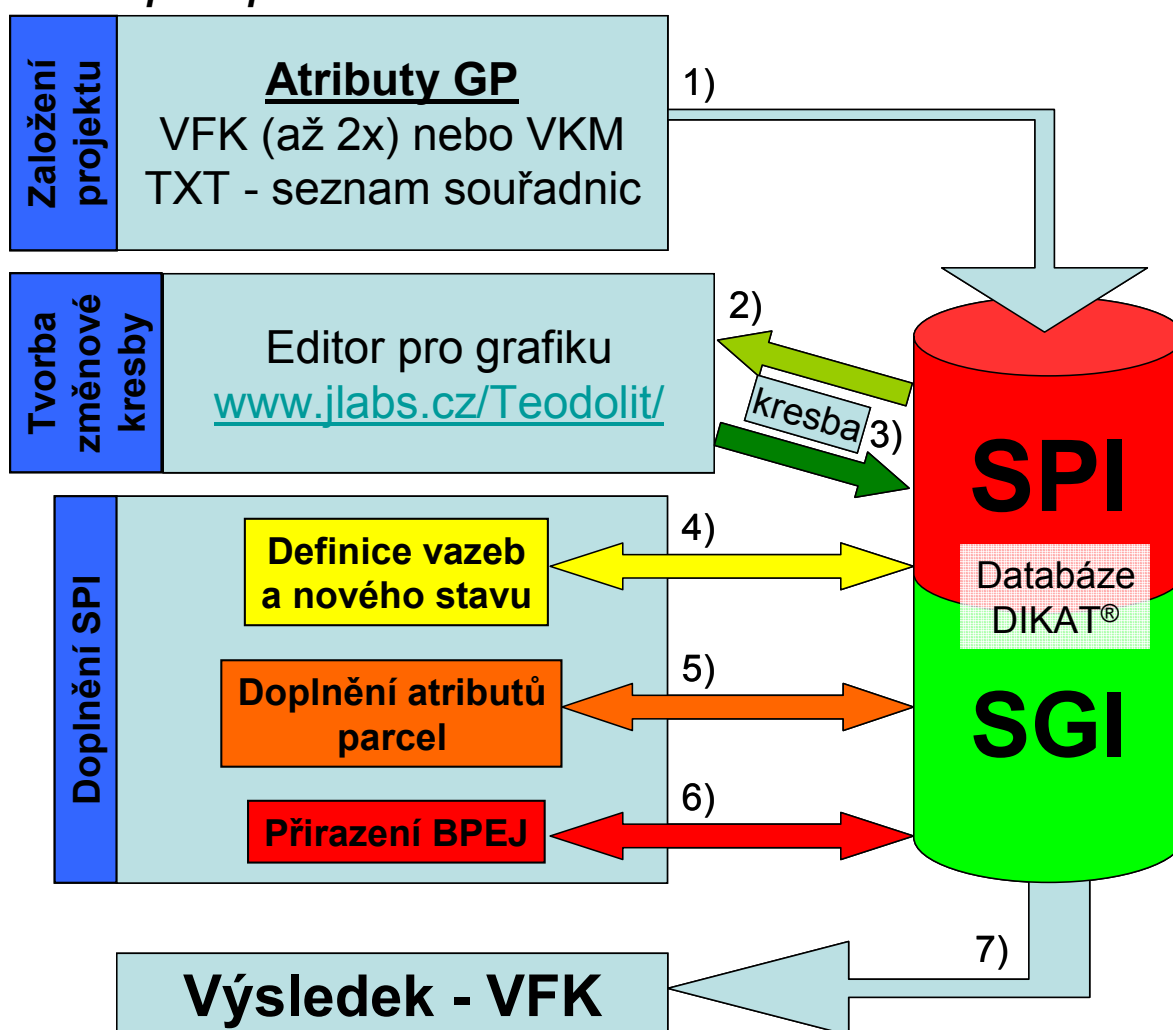 Založení
projektu
Atributy GP
VFK (až 2x) nebo VKM
TXT - seznam souřadnic
1)
Tvorba
změnové
kresby
Editor pro grafiku
www.jlabs.cz/Teodolit/
2)
kresba
3)
SPI
Databáze
DIKAT®
SGI
Doplnění SPI
Definice vazeb
a nového stavu
4)
Doplnění atributů
parcel
5)
Přirazení BPEJ
6)
7)
Výsledek - VFK